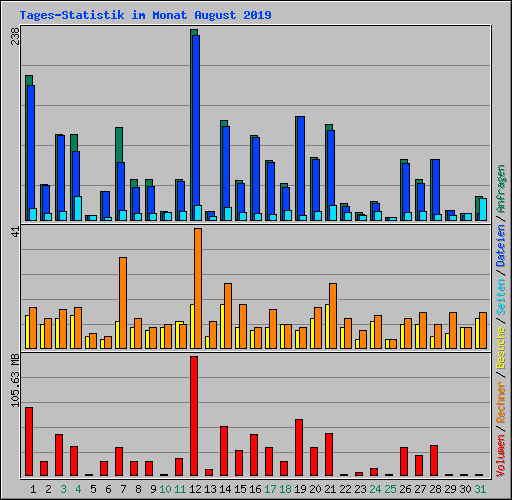 Tages-Statistik im Monat August 2019
238
41
105.63 MB
Volumen / Rechner / Besuche / Seiten / Dateien / Anfragen
1 2 3 4 5 6 7 8 9 10 11 12 13 14 15 16 17 18 19 20 21 22 23 24 25 26 27 28 29 30 31